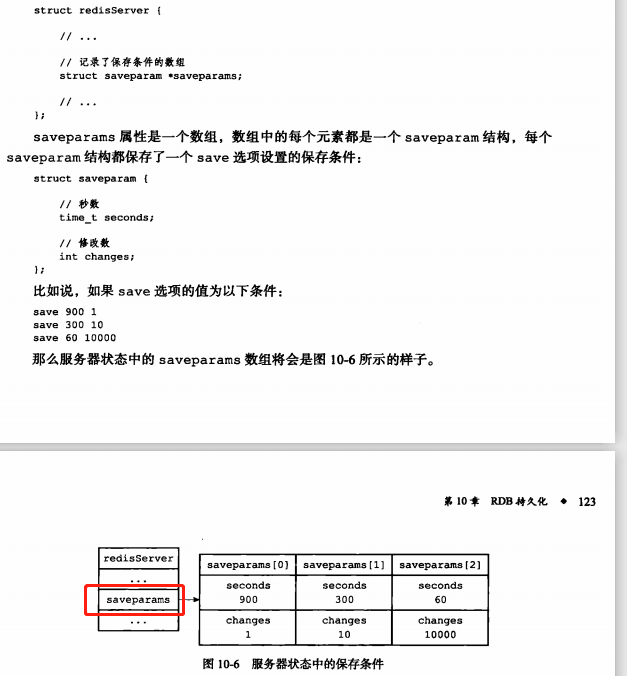 struct redisServer {
// ...
// 记录了保存条件的数组
struct saveparam *saveparams;
// ...
};
saveparams 属性是一个数组，数组中的每个元素都是一个 saveparam 结构，每个
saveparam 结构都保存了一个 save 选项设置的保存条件：
struct saveparam {
// 秒数
time_t seconds;
// 修改数
int changes;
};
比如说，如果 save 选项的值为以下条件：
save 900 1
save 300 10
save 60 10000
那么服务器状态中的 saveparams 数组将会是图 10-6 所示的样子。
第 10 章 RDB 持久化 ◆ 123
redisServer
...
saveparams
...
saveparams[0] saveparams[1] saveparams[2]
seconds seconds seconds
900 300 60
changes changes changes
1 10 10000
图 10-6 服务器状态中的保存条件